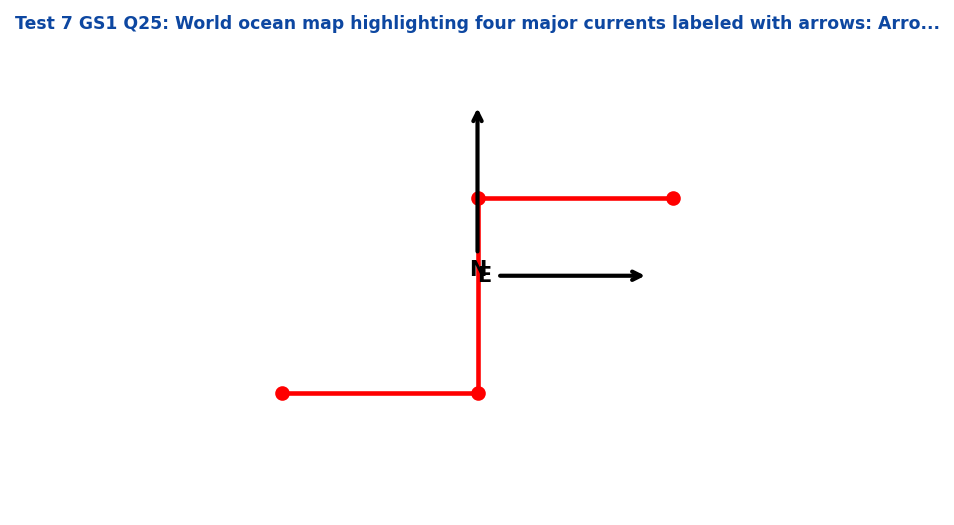 Test 7 GS1 Q25: World ocean map highlighting four major currents labeled with arrows: Arro...
N
E